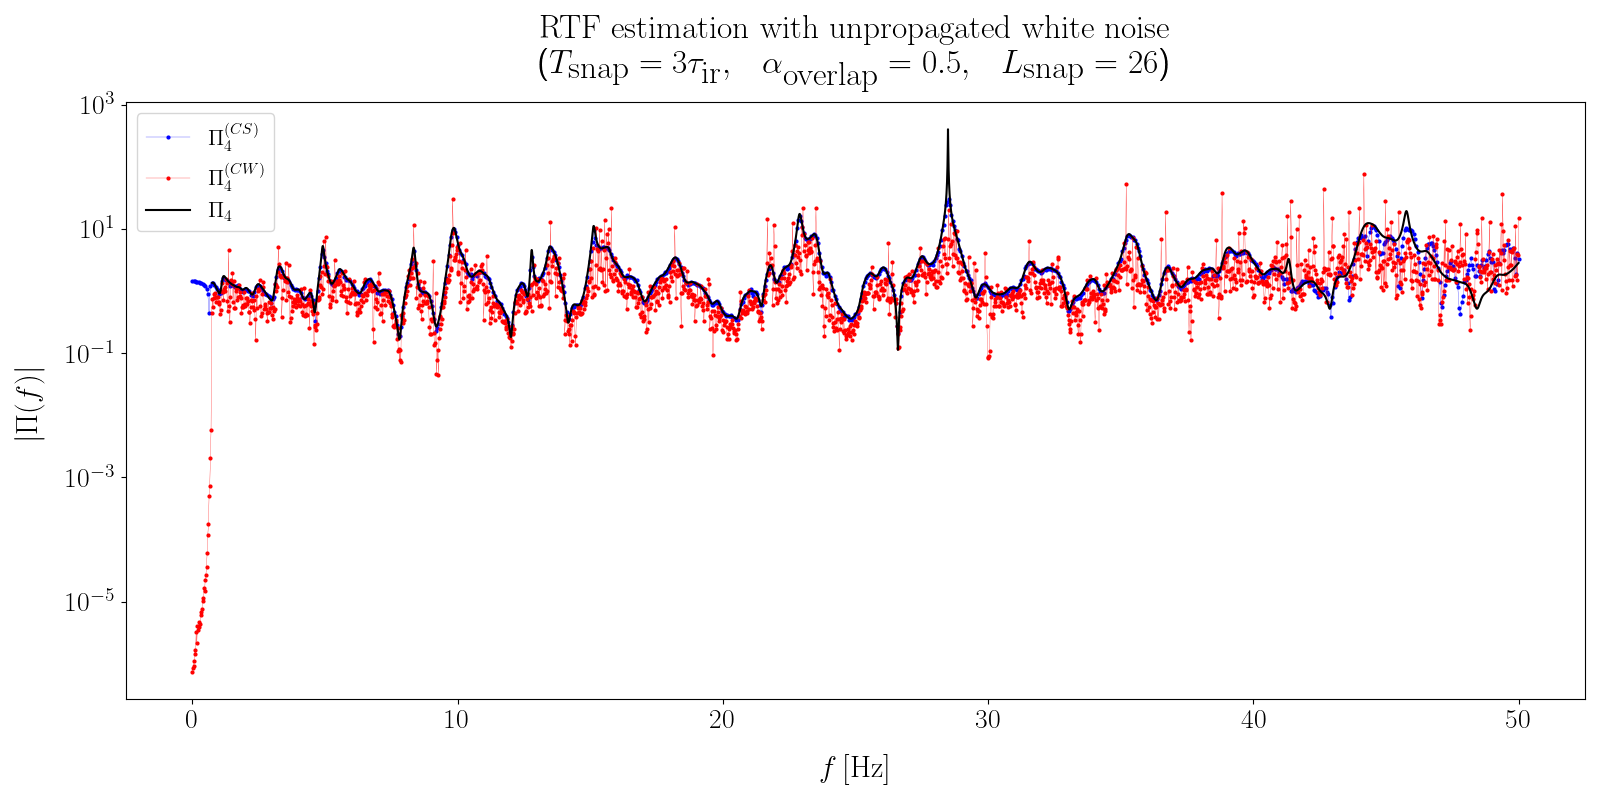 RTF estimation with unpropagated white noise
(T_snap = 3τ_ir,   α_overlap = 0.5,   L_snap = 26)
Π_4^(CS)
Π_4^(CW)
Π_4
|Π(f)|
10^3
10^1
10^−1
10^−3
10^−5
0 10 20 30 40 50
f [Hz]